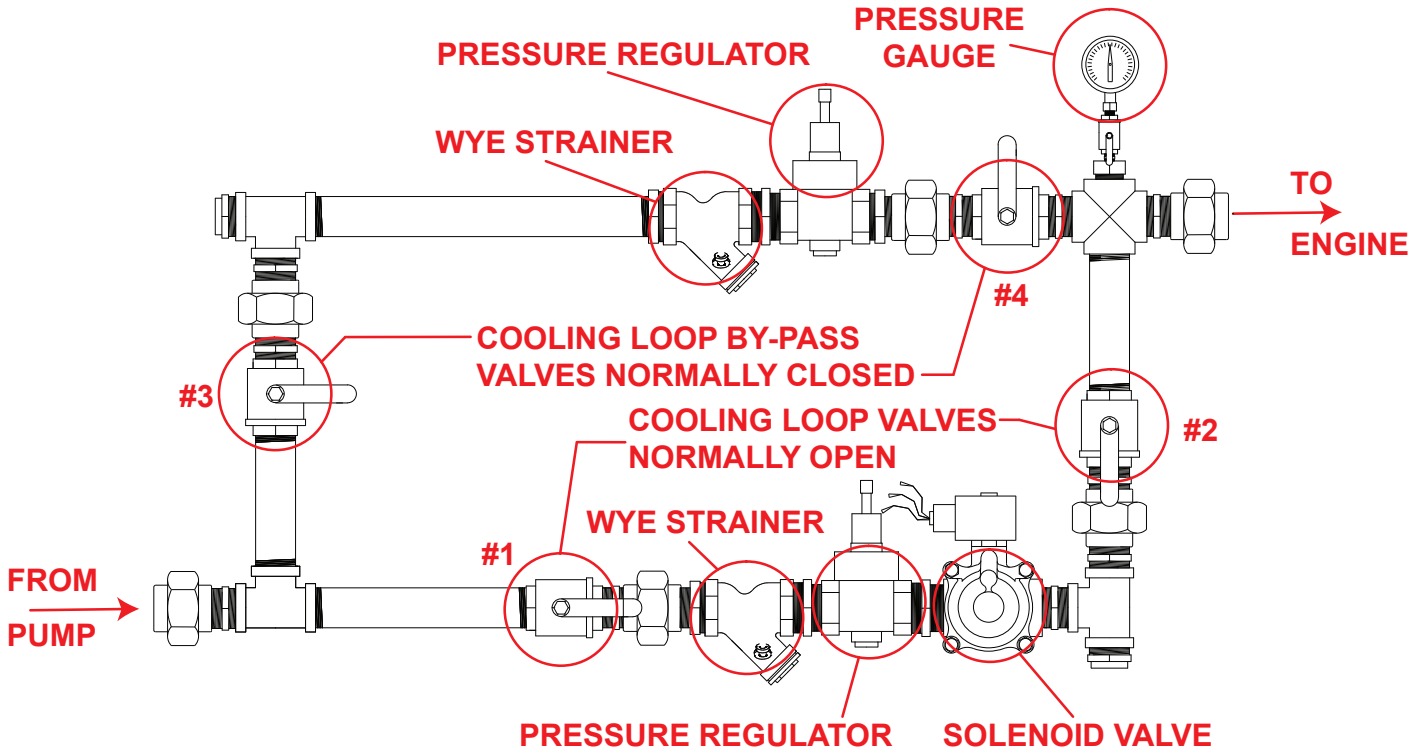 PRESSURE
GAUGE
PRESSURE REGULATOR
WYE STRAINER
TO
ENGINE
#4
COOLING LOOP BY-PASS
VALVES NORMALLY CLOSED
#3
COOLING LOOP VALVES
NORMALLY OPEN
#2
WYE STRAINER
#1
FROM
PUMP
PRESSURE REGULATOR
SOLENOID VALVE